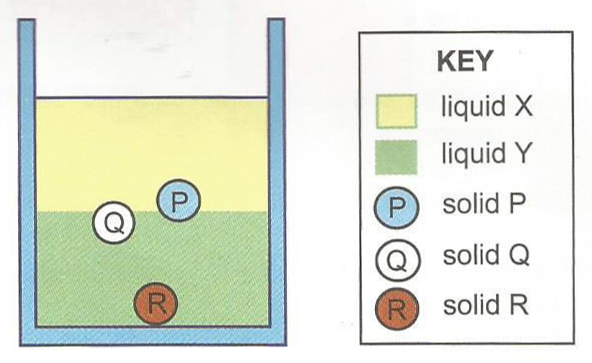 P
Q
R
KEY
liquid X
liquid Y
P solid P
Q solid Q
R solid R